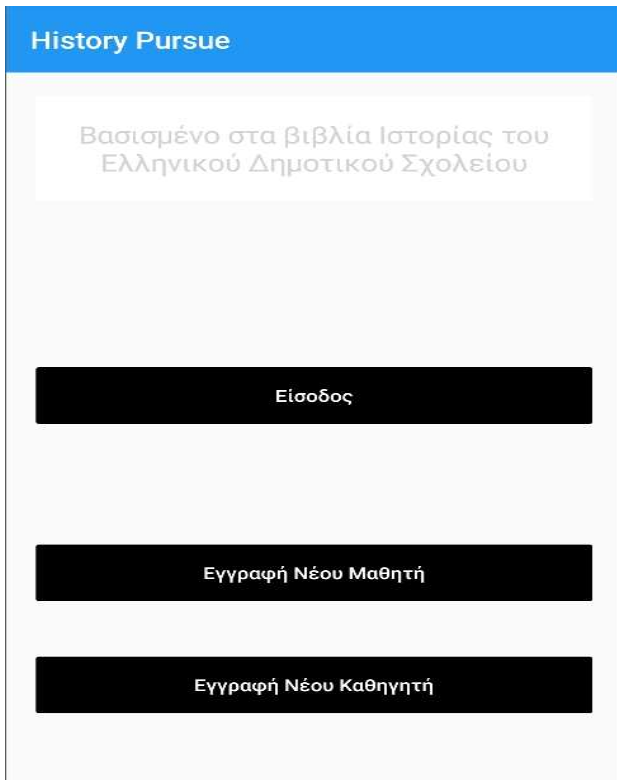 History Pursue
Βασισμένο στα βιβλία Ιστορίας του
Ελληνικού Δημοτικού Σχολείου
Είσοδος
Εγγραφή Νέου Μαθητή
Εγγραφή Νέου Καθηγητή